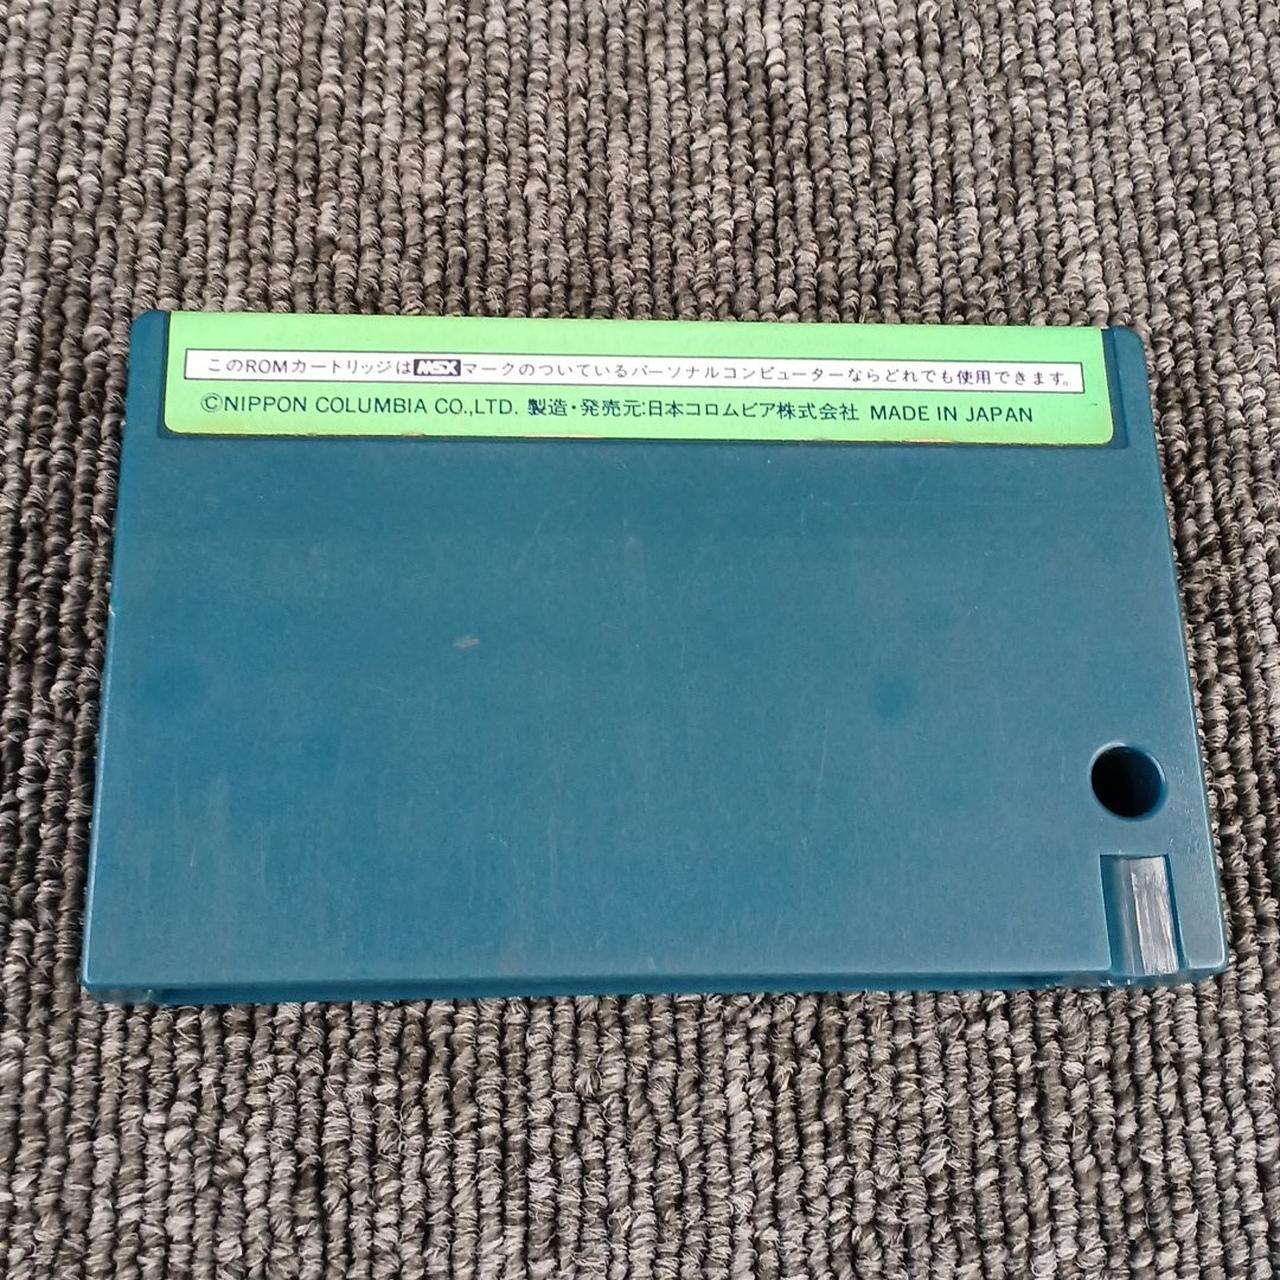 このROMカートリッジはMSXマークのついているパーソナルコンピューターならどれでも使用できます。
©NIPPON COLUMBIA CO.,LTD. 製造・発売元:日本コロムビア株式会社 MADE IN JAPAN